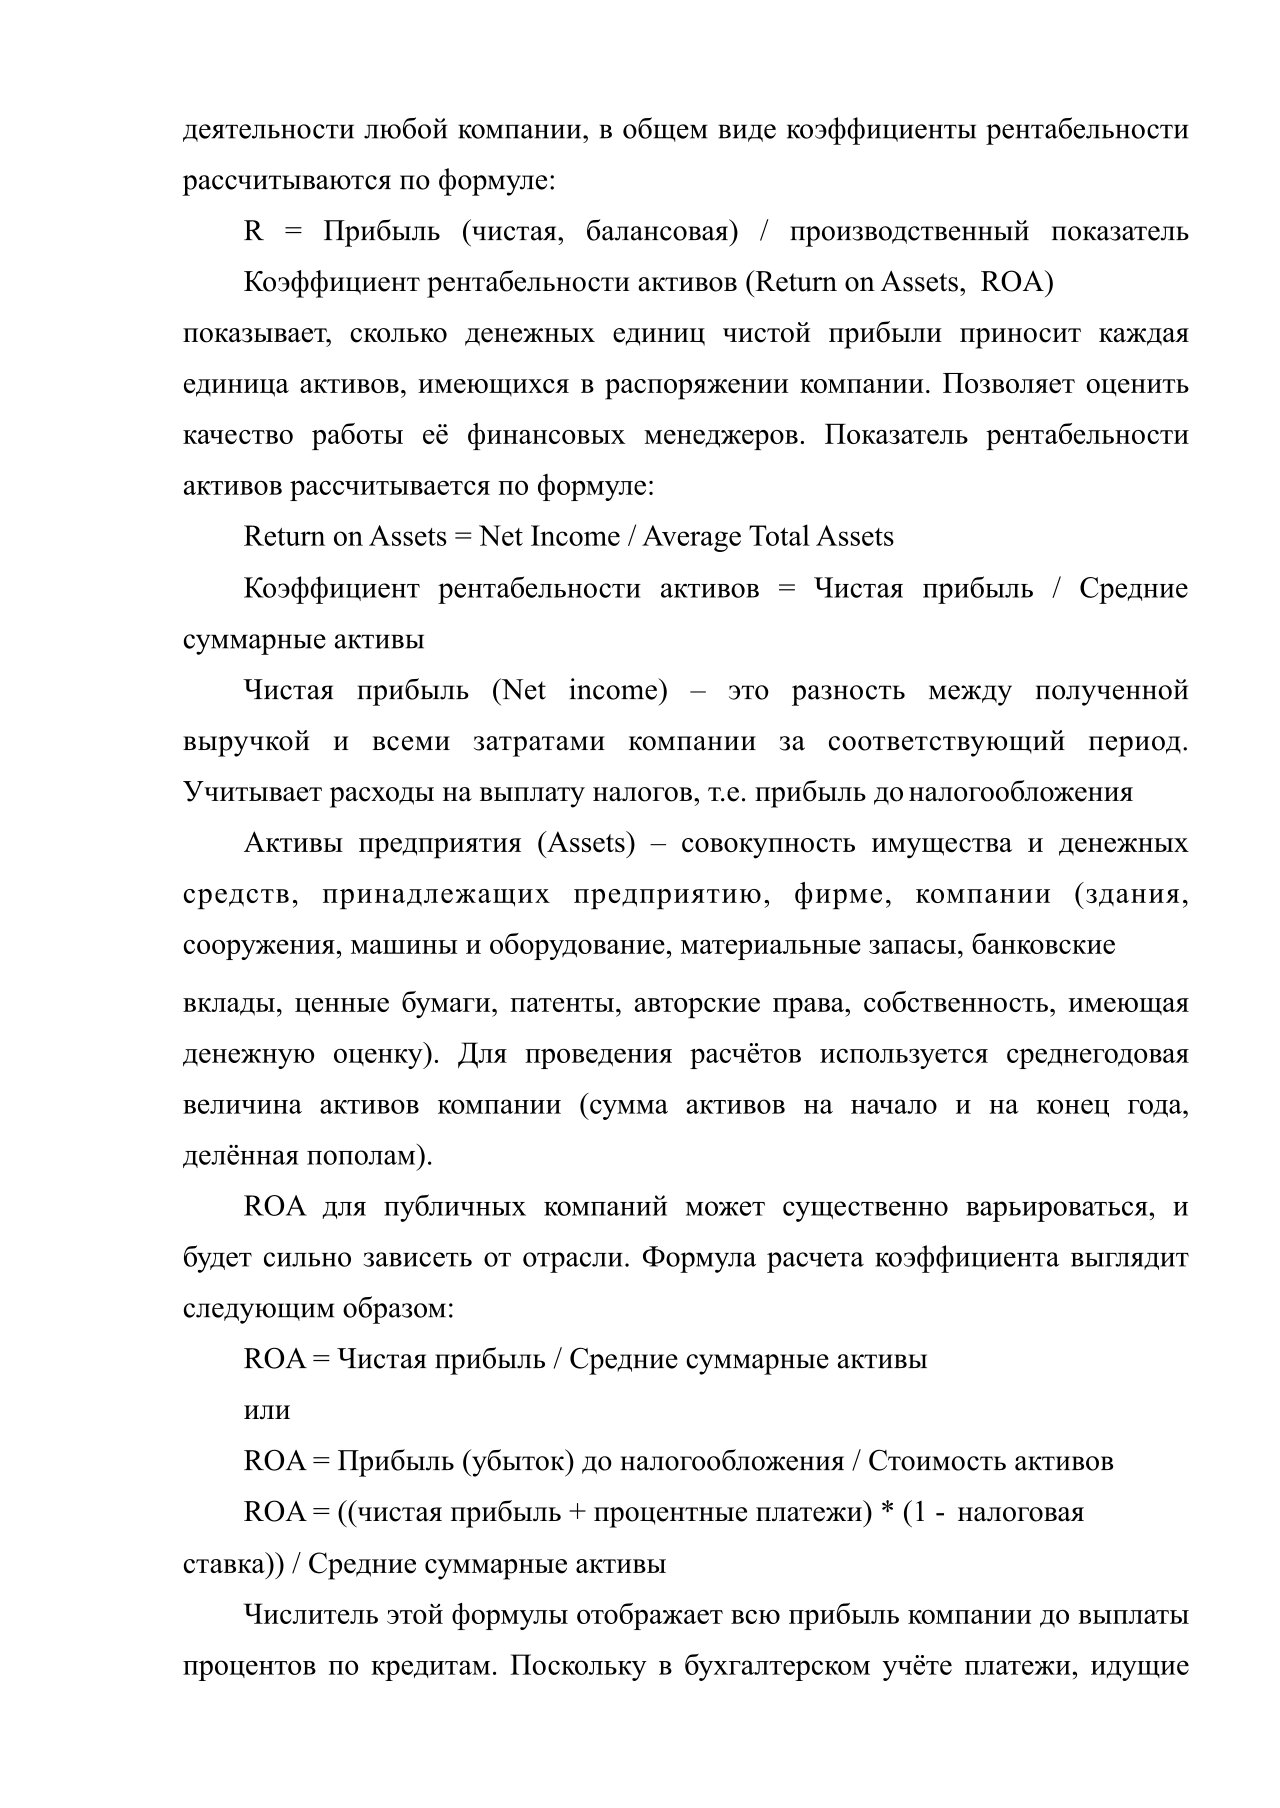 деятельности любой компании, в общем виде коэффициенты рентабельности
рассчитываются по формуле:
R = Прибыль (чистая, балансовая) / производственный показатель
Коэффициент рентабельности активов (Return on Assets, ROA)
показывает, сколько денежных единиц чистой прибыли приносит каждая
единица активов, имеющихся в распоряжении компании. Позволяет оценить
качество работы её финансовых менеджеров. Показатель рентабельности
активов рассчитывается по формуле:
Return on Assets = Net Income / Average Total Assets
Коэффициент рентабельности активов = Чистая прибыль / Средние
суммарные активы
Чистая прибыль (Net income) – это разность между полученной
выручкой и всеми затратами компании за соответствующий период.
Учитывает расходы на выплату налогов, т.е. прибыль до налогообложения
Активы предприятия (Assets) – совокупность имущества и денежных
средств, принадлежащих предприятию, фирме, компании (здания,
сооружения, машины и оборудование, материальные запасы, банковские
вклады, ценные бумаги, патенты, авторские права, собственность, имеющая
денежную оценку). Для проведения расчётов используется среднегодовая
величина активов компании (сумма активов на начало и на конец года,
делённая пополам).
ROA для публичных компаний может существенно варьироваться, и
будет сильно зависеть от отрасли. Формула расчета коэффициента выглядит
следующим образом:
ROA = Чистая прибыль / Средние суммарные активы
или
ROA = Прибыль (убыток) до налогообложения / Стоимость активов
ROA = ((чистая прибыль + процентные платежи) * (1 - налоговая
ставка)) / Средние суммарные активы
Числитель этой формулы отображает всю прибыль компании до выплаты
процентов по кредитам. Поскольку в бухгалтерском учёте платежи, идущие